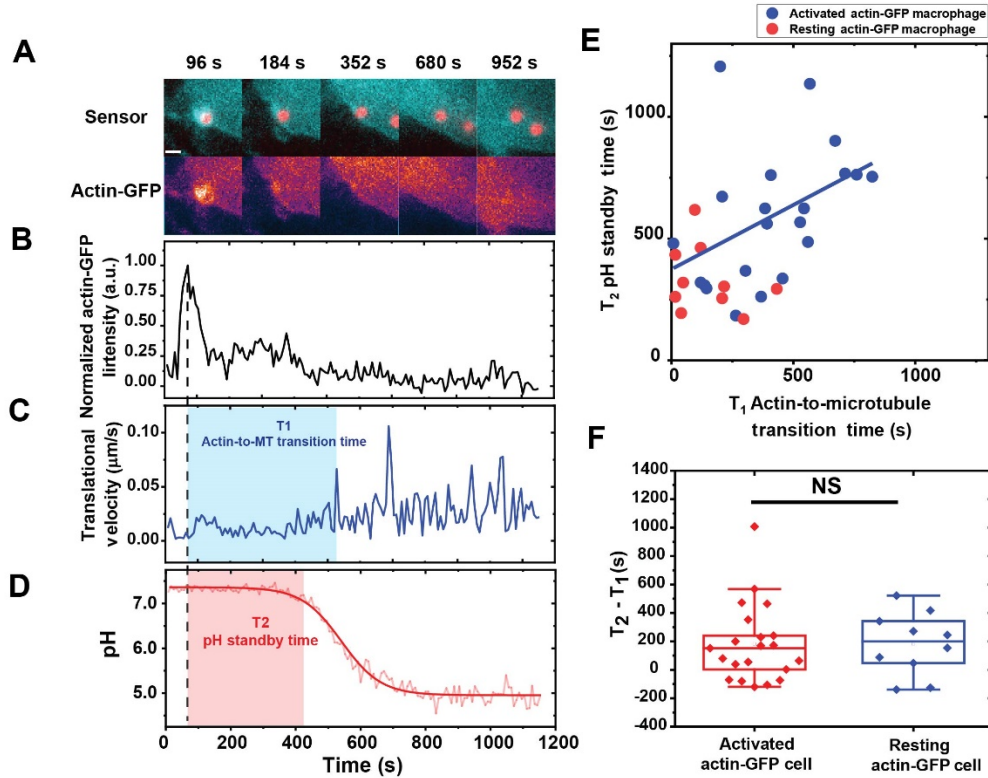 A
96 s 184 s 352 s 680 s 952 s
Sensor
Actin-GFP
B
Normalized actin-GFP
Iintensity (a.u.)
1.00
0.75
0.50
0.25
0.00
C
Translational
velocity (μm/s)
0.10
0.05
0.00
T1
Actin-to-MT transition time
D
pH
7.0
6.0
5.0
T2
pH standby time
0 200 400 600 800 1000 1200
Time (s)
E
Activated actin-GFP macrophage
Resting actin-GFP macrophage
T₂ pH standby time (s)
1000
500
0
0 500 1000
T₁ Actin-to-microtubule
transition time (s)
F
NS
T₂ - T₁ (s)
1400
1200
1000
800
600
400
200
0
-200
-400
Activated
actin-GFP cell
Resting
actin-GFP cell